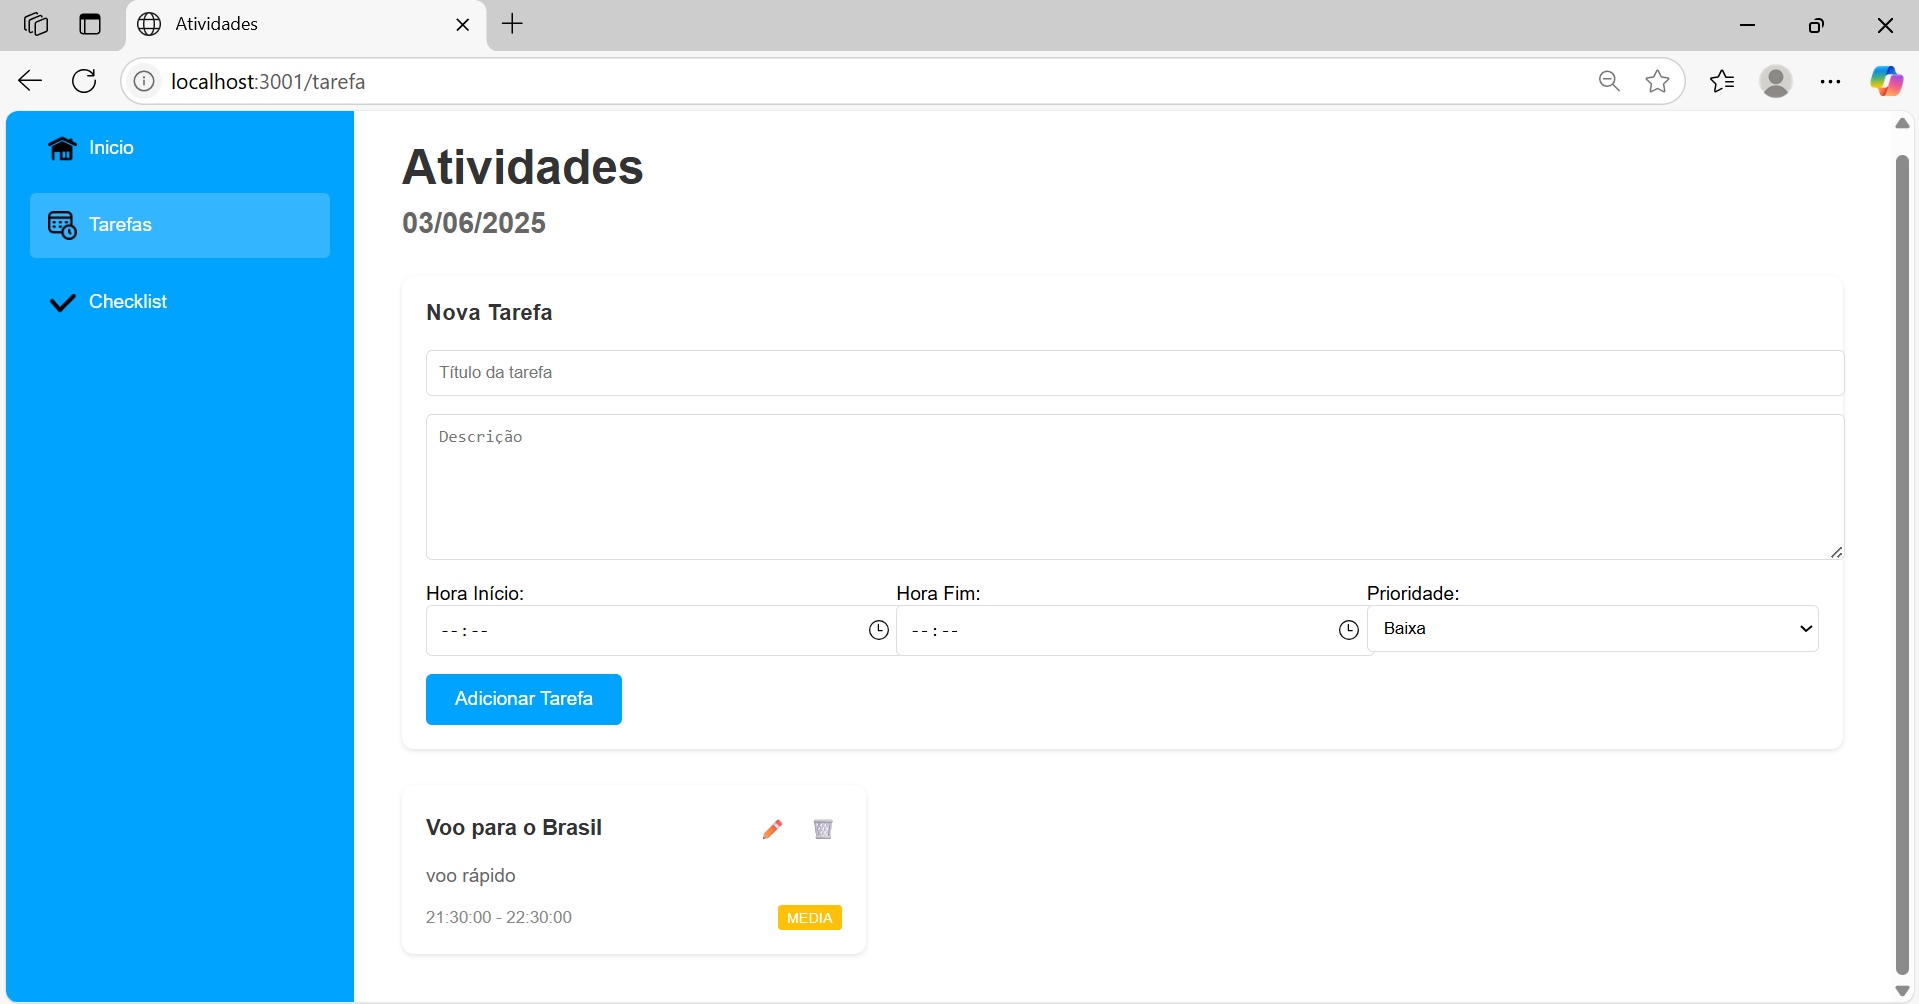 Atividades
localhost:3001/tarefa
Inicio
Tarefas
Checklist
Atividades
03/06/2025
Nova Tarefa
Título da tarefa
Descrição
Hora Início: Hora Fim: Prioridade:
--:-- --:-- Baixa
Adicionar Tarefa
Voo para o Brasil
voo rápido
21:30:00 - 22:30:00 MEDIA